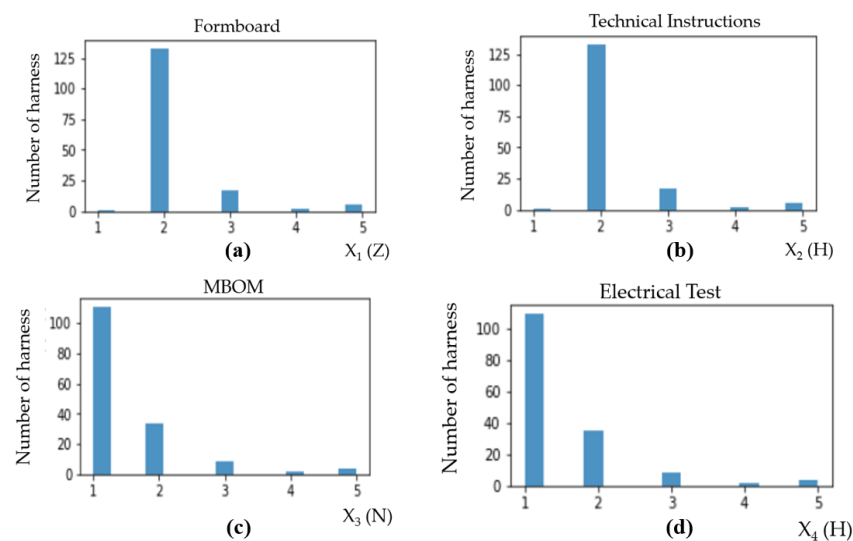 Formboard
Number of harness
125
100
75
50
25
0
1 2 3 4 5
(a)
X₁ (Z)
Technical Instructions
Number of harness
125
100
75
50
25
0
1 2 3 4 5
(b)
X₂ (H)
MBOM
Number of harness
100
80
60
40
20
0
1 2 3 4 5
(c)
X₃ (N)
Electrical Test
Number of harness
100
80
60
40
20
0
1 2 3 4 5
(d)
X₄ (H)